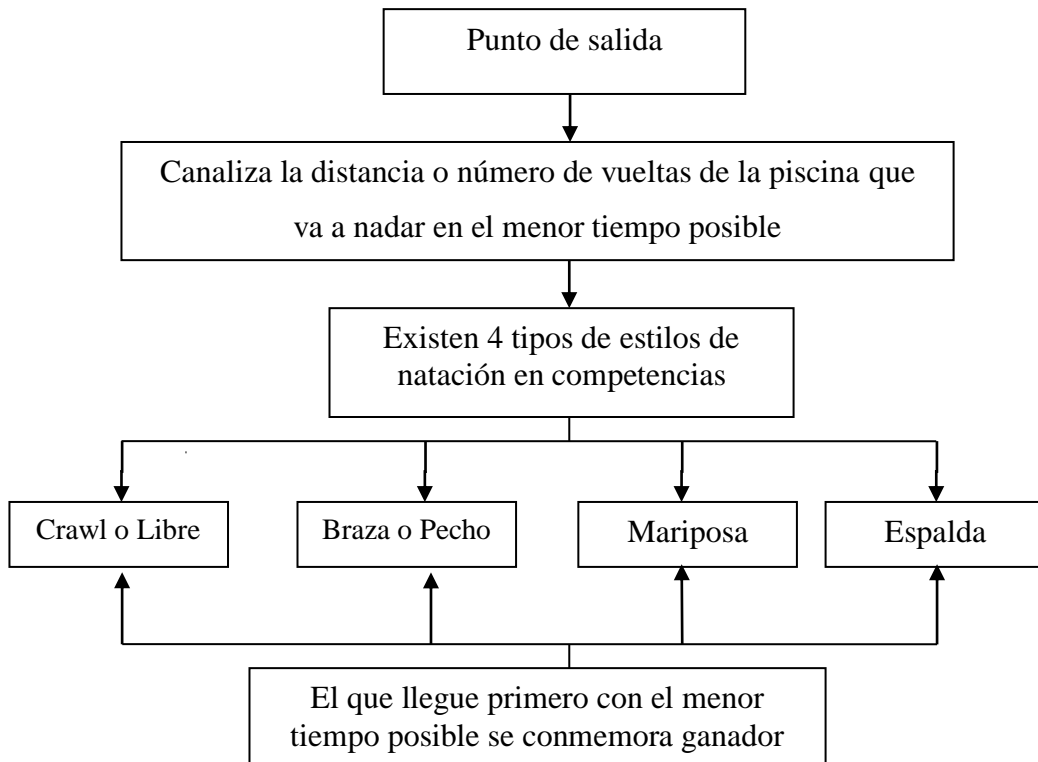 Punto de salida
Canaliza la distancia o número de vueltas de la piscina que
va a nadar en el menor tiempo posible
Existen 4 tipos de estilos de
natación en competencias
Crawl o Libre
Braza o Pecho
Mariposa
Espalda
El que llegue primero con el menor
tiempo posible se conmemora ganador